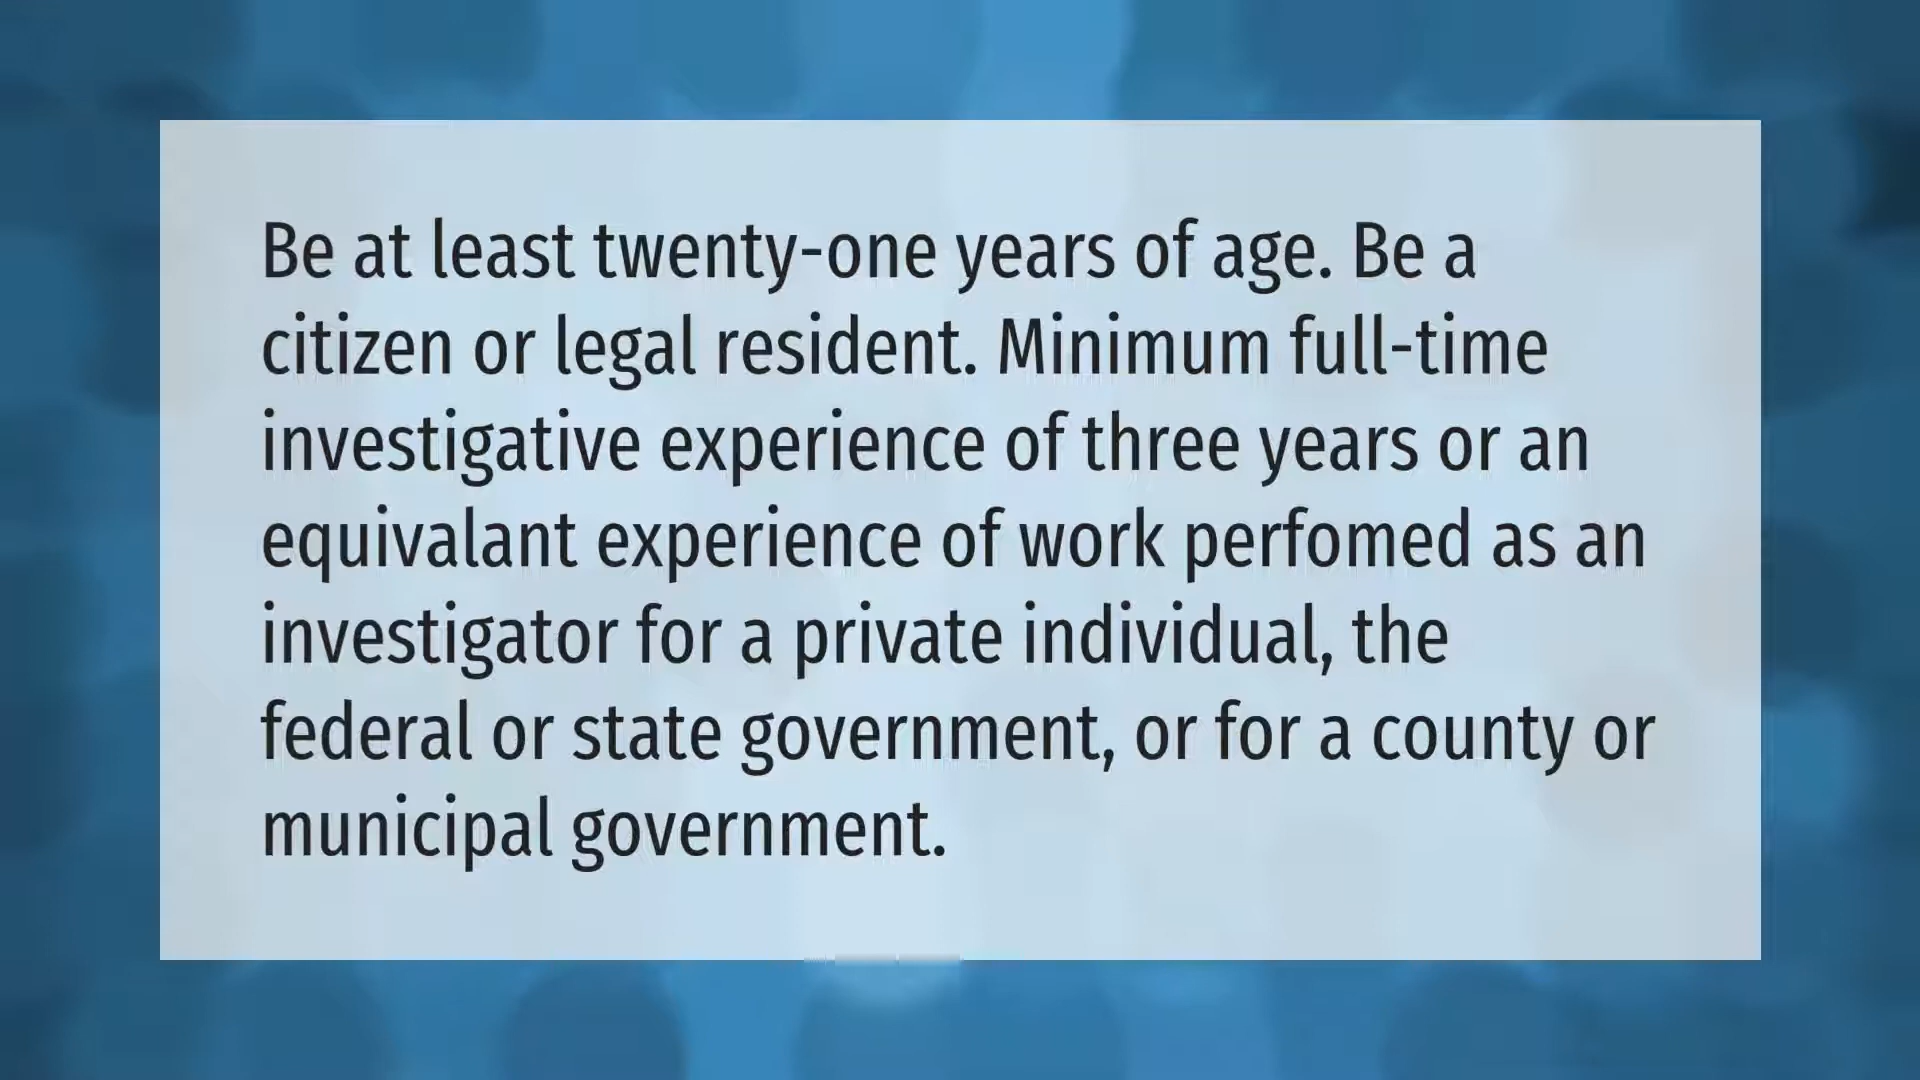 Be at least twenty-one years of age. Be a
citizen or legal resident. Minimum full-time
investigative experience of three years or an
equivalant experience of work perfomed as an
investigator for a private individual, the
federal or state government, or for a county or
municipal government.